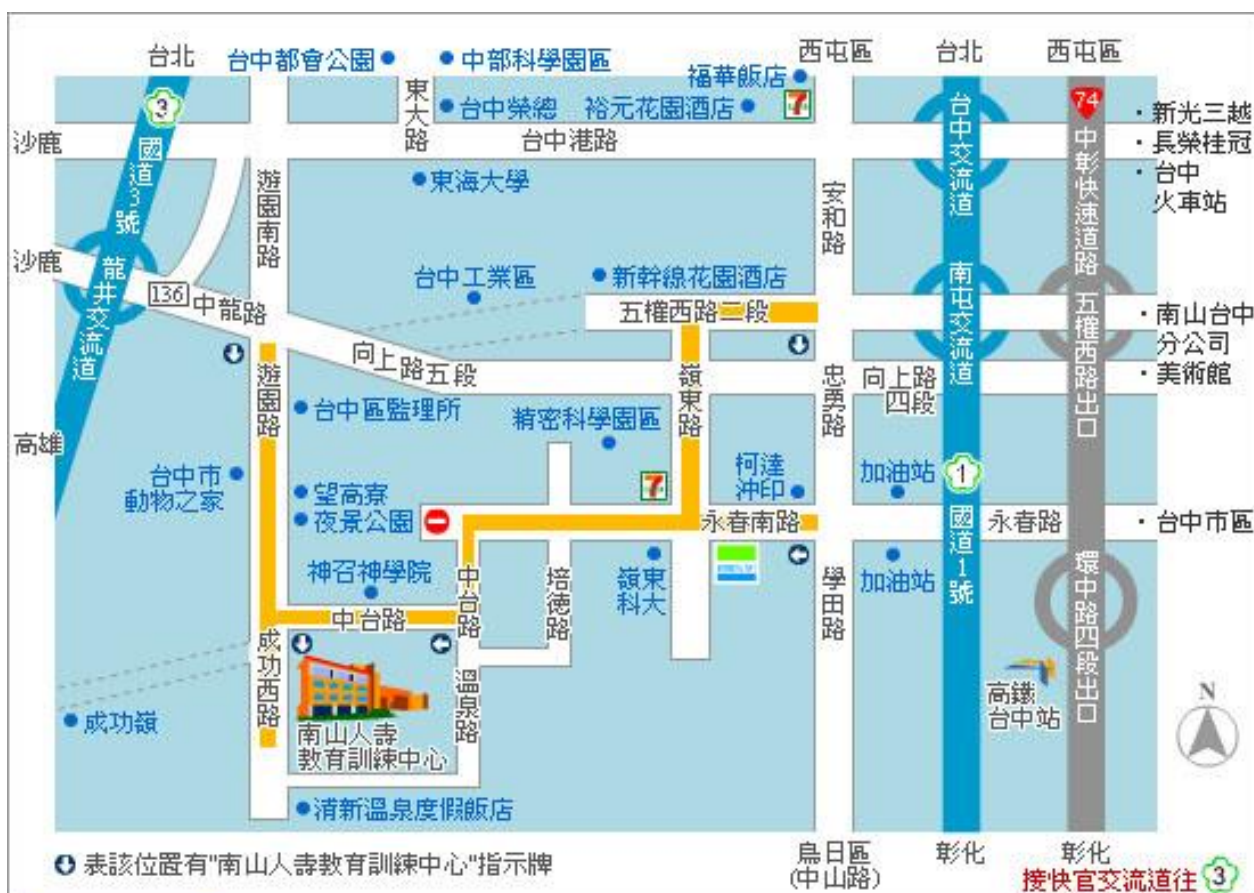 台北
台中都會公園
中部科學園區
西屯區
台北
西屯區
福華飯店
3
東大路
台中榮總
裕元花園酒店
7
74
新光三越
長榮桂冠
台中
火車站
沙鹿
台中港路
國道3號
遊園南路
東海大學
安和路
台中交流道
中彰快速道路
沙鹿
龍井交流道
136
中龍路
台中工業區
新幹線花園酒店
五權西路二段
南屯交流道
五權西路出口
南山台中
分公司
美術館
向上路五段
向上路
四段
遊園路
台中區監理所
精密科學園區
嶺東路
忠勇路
高雄
台中市
動物之家
望高寮
夜景公園
7
柯達
沖印
加油站
1
永春南路
永春路
台中市區
神召神學院
中台路
培德路
嶺東
科大
學田路
加油站
國道1號
環中路四段出口
中台路
成功西路
溫泉路
高鐵
台中站
N
成功嶺
南山人壽
教育訓練中心
清新溫泉度假飯店
表該位置有"南山人壽教育訓練中心"指示牌
烏日區
(中山路)
彰化
彰化
接快官交流道往 3